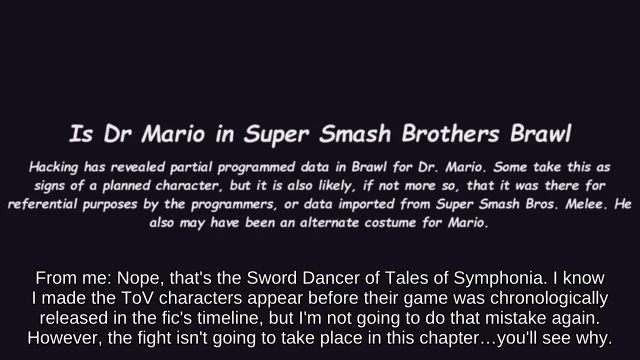 Is Dr Mario in Super Smash Brothers Brawl
Hacking has revealed partial programmed data in Brawl for Dr. Mario. Some take this as
signs of a planned character, but it is also likely, if not more so, that it was there for
referential purposes by the programmers, or data imported from Super Smash Bros. Melee. He
also may have been an alternate costume for Mario.
From me: Nope, that's the Sword Dancer of Tales of Symphonia. I know
I made the ToV characters appear before their game was chronologically
released in the fic's timeline, but I'm not going to do that mistake again.
However, the fight isn't going to take place in this chapter…you'll see why.